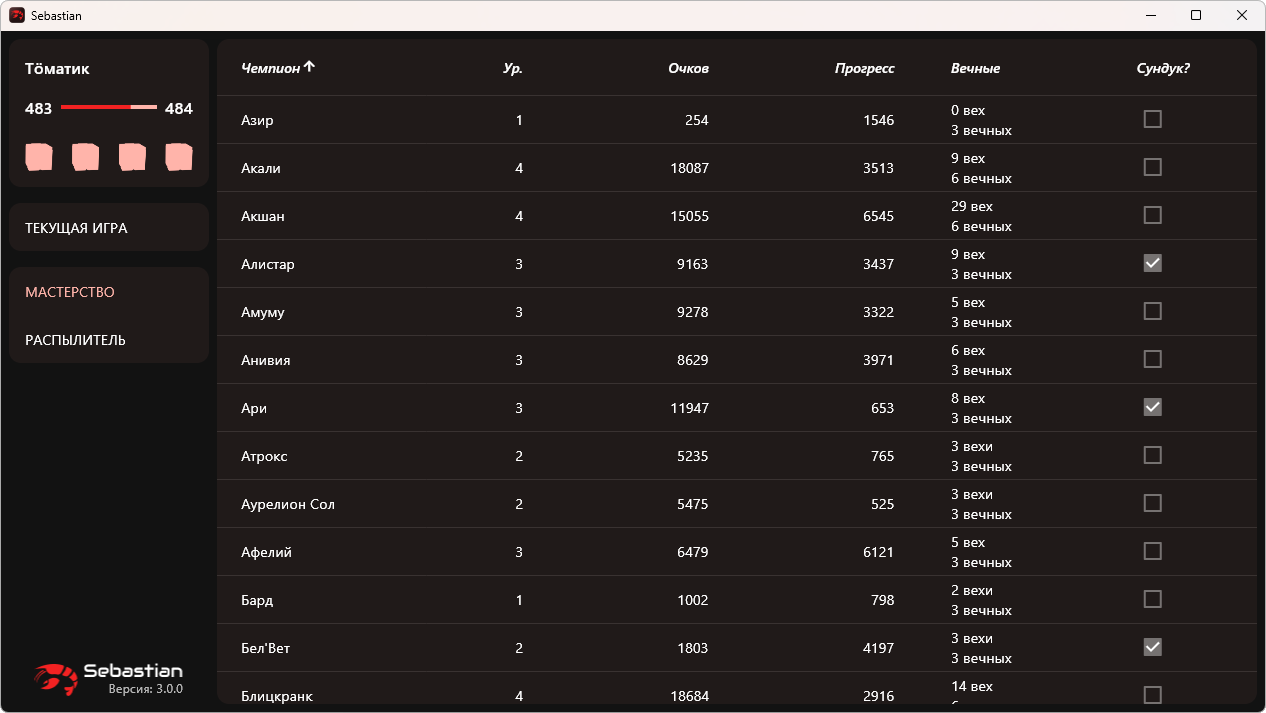 Sebastian
Töматик
483 484
ТЕКУЩАЯ ИГРА
МАСТЕРСТВО
РАСПЫЛИТЕЛЬ
Sebastian
Версия: 3.0.0
Чемпион Ур. Очков Прогресс Вечные Сундук?
Азир 1 254 1546 0 вех
3 вечных
Акали 4 18087 3513 9 вех
6 вечных
Акшан 4 15055 6545 29 вех
6 вечных
Алистар 3 9163 3437 9 вех
3 вечных
Амуму 3 9278 3322 5 вех
3 вечных
Анивия 3 8629 3971 6 вех
3 вечных
Ари 3 11947 653 8 вех
3 вечных
Атрокс 2 5235 765 3 вехи
3 вечных
Аурелион Сол 2 5475 525 3 вехи
3 вечных
Афелий 3 6479 6121 5 вех
3 вечных
Бард 1 1002 798 2 вехи
3 вечных
Бел'Вет 2 1803 4197 3 вехи
3 вечных
Блицкранк 4 18684 2916 14 вех